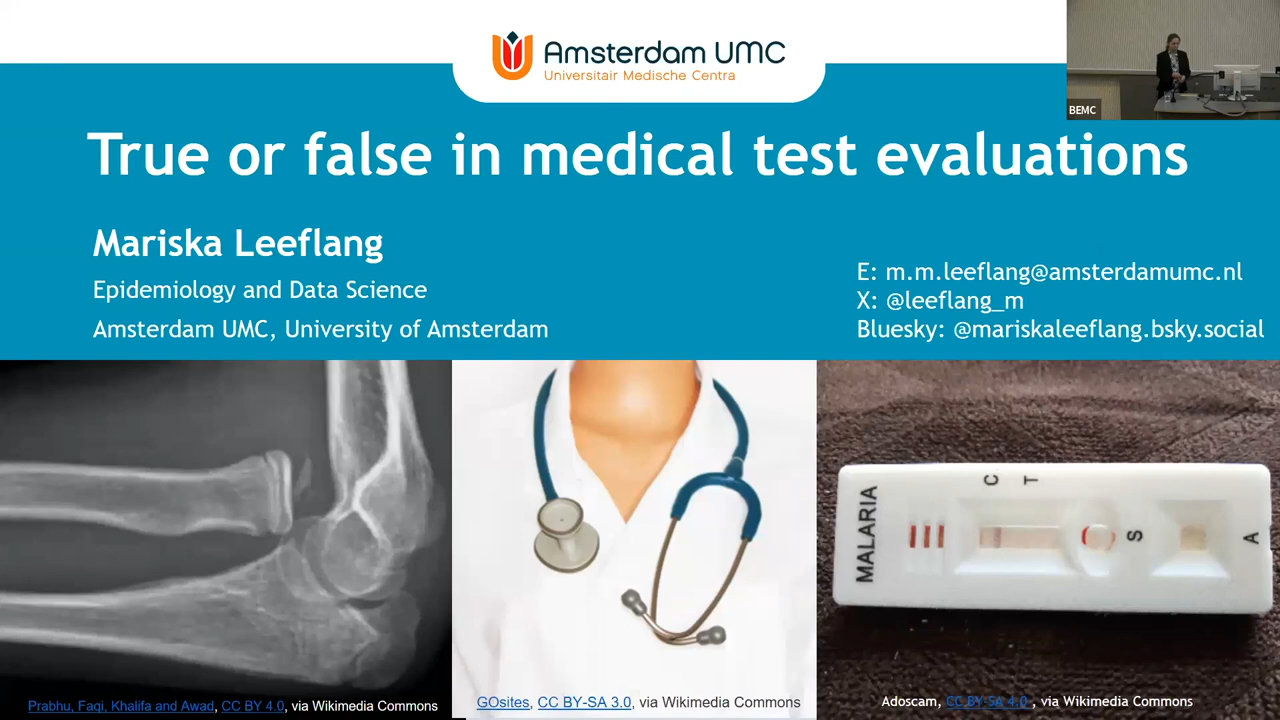 Amsterdam UMC
Universitair Medische Centra
BEMC
True or false in medical test evaluations
Mariska Leeflang
Epidemiology and Data Science
Amsterdam UMC, University of Amsterdam
E: m.m.leeflang@amsterdamumc.nl
X: @leeflang_m
Bluesky: @mariskaleeflang.bsky.social
MALARIA
C
T
S
A
Prabhu, Faqi, Khalifa and Awad, CC BY 4.0, via Wikimedia Commons
GOsites, CC BY-SA 3.0, via Wikimedia Commons
Adoscam, CC BY-SA 4.0 , via Wikimedia Commons